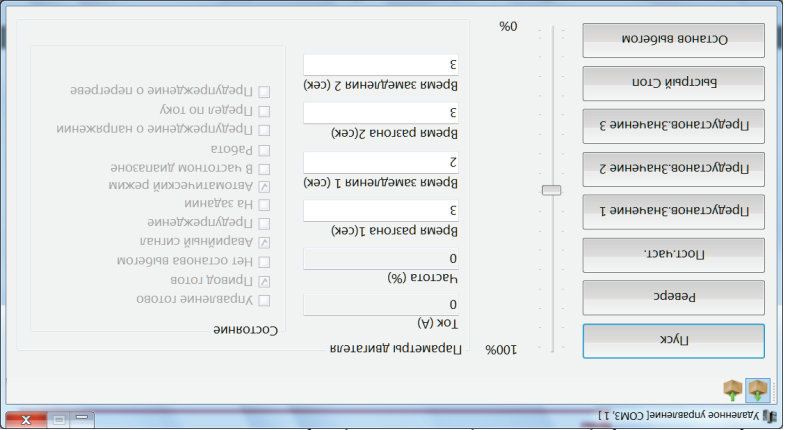 Удаленное управление[ COM3, 1 ]
Пуск
Реверс
Пост.част.
Предустанов.Значение 1
Предустанов.Значение 2
Предустанов.Значение 3
Быстрый Стоп
Останов выбегом
100%
0%
Параметры двигателя
Ток (А)
0
Частота (%)
0
Время разгона 1(сек)
3
Время замедления 1 (сек)
2
Время разгона 2(сек)
3
Время замедления 2 (сек)
3
Состояние
Управление готово
Привод готов
Нет останова выбегом
Аварийный сигнал
Предупреждение
На задании
Автоматический режим
В частотном диапазоне
Работа
Предупреждение о напряжении
Предел по току
Предупреждение о перегреве